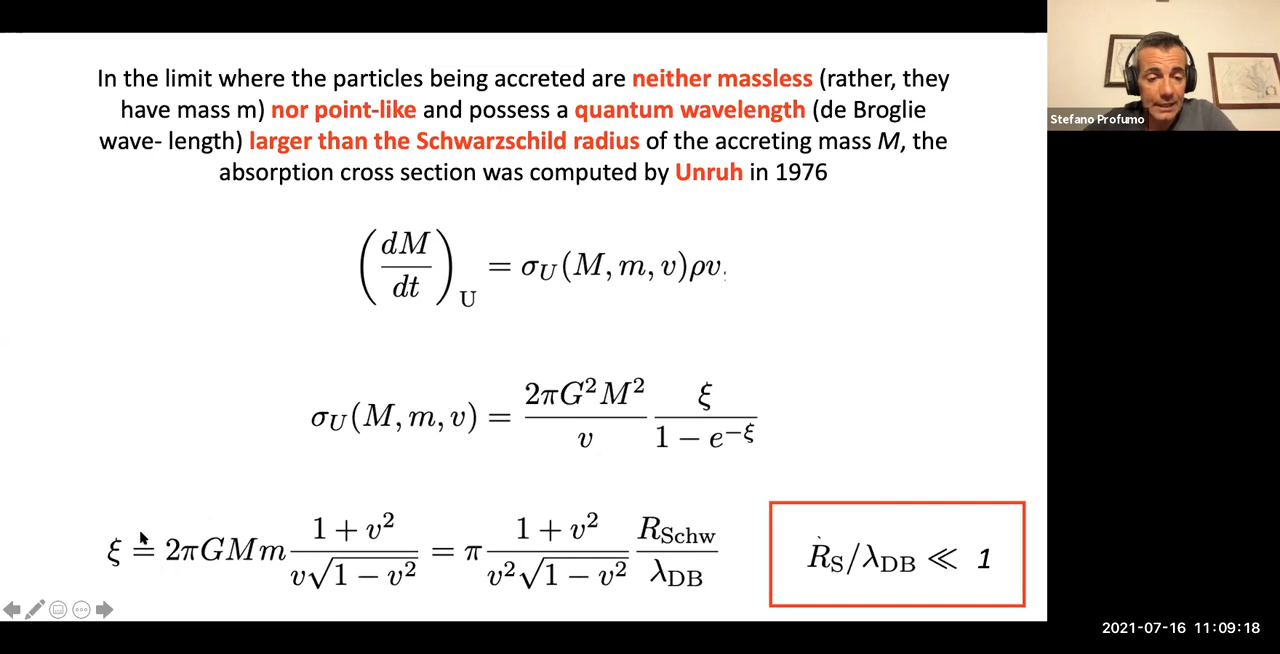 In the limit where the particles being accreted are neither massless (rather, they
have mass m) nor point-like and possess a quantum wavelength (de Broglie
wave- length) larger than the Schwarzschild radius of the accreting mass M, the
absorption cross section was computed by Unruh in 1976
(dM/dt)_U = σ_U(M, m, v)ρv.
σ_U(M, m, v) = 2πG²M²/v ξ/(1 − e^{−ξ})
ξ = 2πGMm (1 + v²)/(v√(1 − v²)) = π (1 + v²)/(v²√(1 − v²)) R_Schw/λ_DB
R_S/λ_DB ≪ 1
Stefano Profumo
2021-07-16 11:09:18